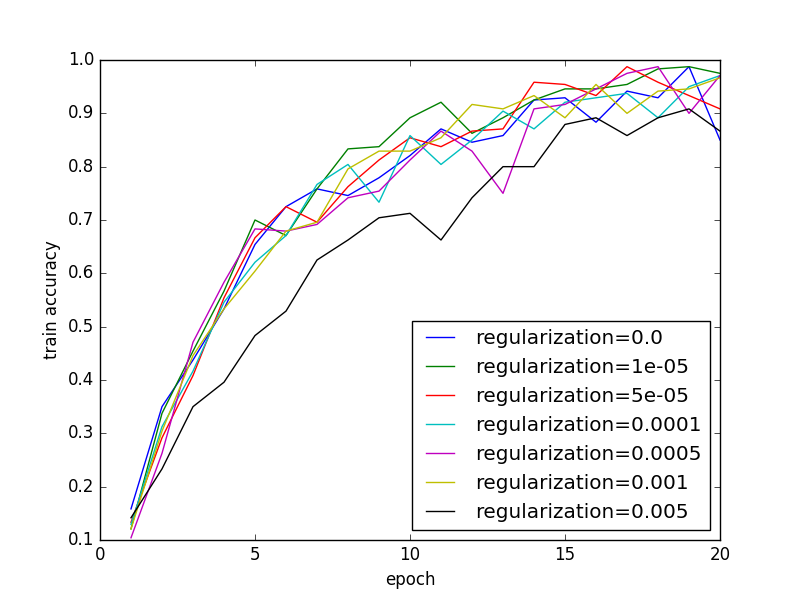 1.0
0.9
0.8
0.7
0.6
0.5
0.4
0.3
0.2
0.1
train accuracy
regularization=0.0
regularization=1e-05
regularization=5e-05
regularization=0.0001
regularization=0.0005
regularization=0.001
regularization=0.005
0 5 10 15 20
epoch